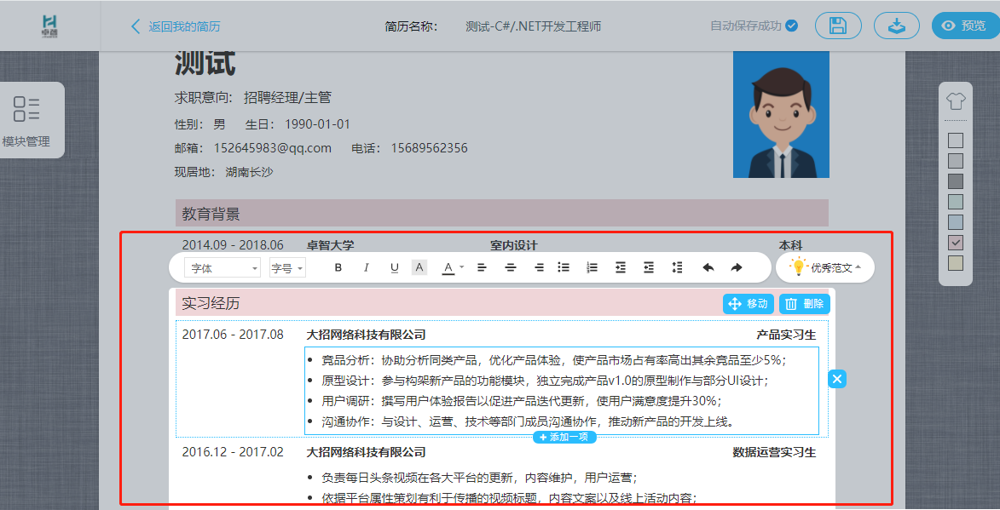 卓智
返回我的简历 简历名称： 测试-C#/.NET开发工程师 自动保存成功 预览
测试
求职意向： 招聘经理/主管
性别： 男 生日： 1990-01-01
邮箱： 152645983@qq.com 电话： 15689562356
现居地： 湖南长沙
模块管理
教育背景
2014.09 - 2018.06 卓智大学 室内设计 本科
字体 字号 B I U A A 优秀范文
实习经历 移动 删除
2017.06 - 2017.08 大招网络科技有限公司 产品实习生
• 竞品分析：协助分析同类产品，优化产品体验，使产品市场占有率高出其余竞品至少5%；
• 原型设计：参与构架新产品的功能模块，独立完成产品v1.0的原型制作与部分UI设计；
• 用户调研：撰写用户体验报告以促进产品迭代更新，使用户满意度提升30%；
• 沟通协作：与设计、运营、技术等部门成员沟通协作，推动新产品的开发上线。
+ 添加一项
2016.12 - 2017.02 大招网络科技有限公司 数据运营实习生
• 负责每日头条视频在各大平台的更新，内容维护，用户运营；
• 依据平台属性策划有利于传播的视频标题，内容文案以及线上活动内容；